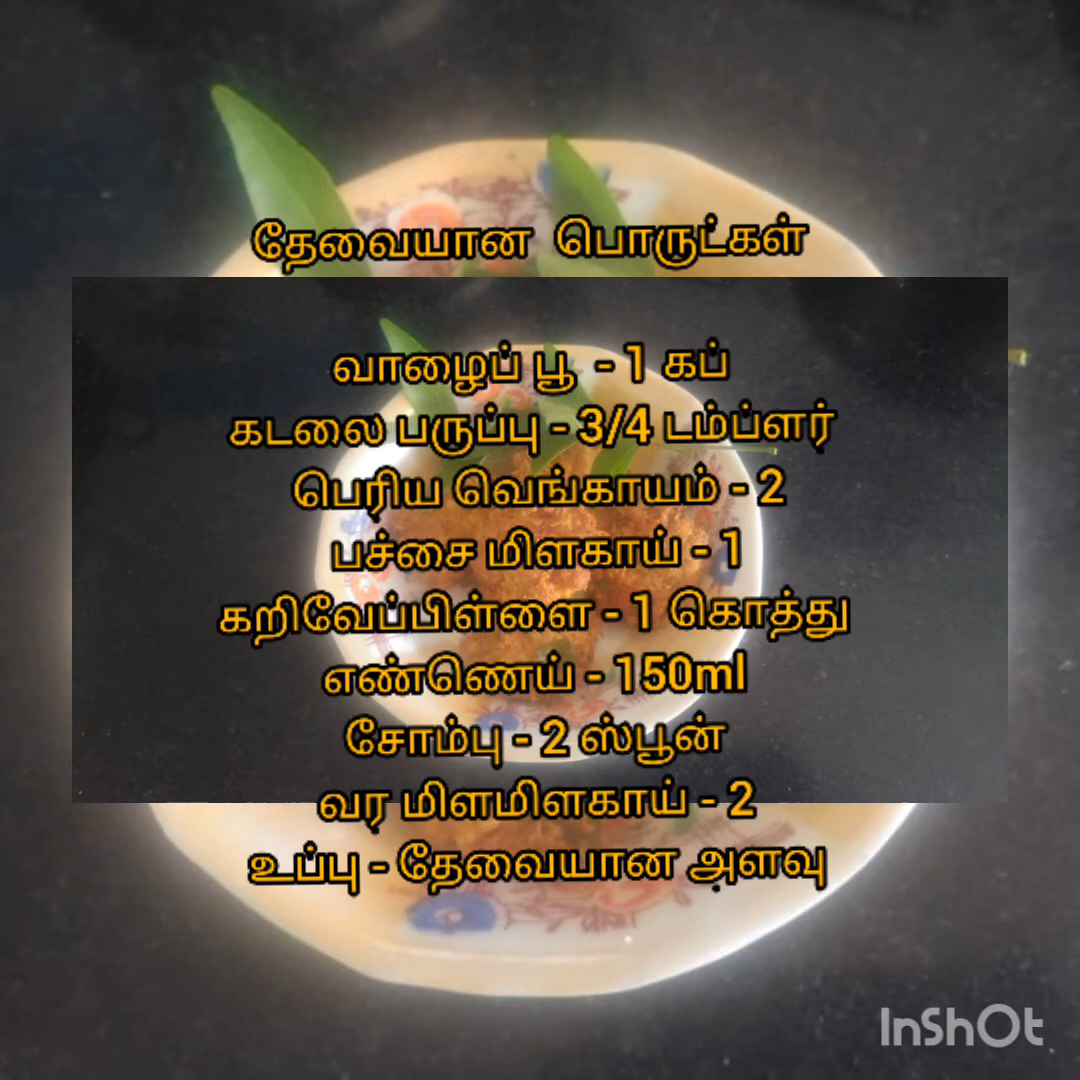 தேவையான பொருட்கள்
வாழைப் பூ - 1 கப்
கடலை பருப்பு - 3/4 டம்ப்ளர்
பெரிய வெங்காயம் - 2
பச்சை மிளகாய் - 1
கறிவேப்பிள்ளை - 1 கொத்து
எண்ணெய் - 150ml
சோம்பு - 2 ஸ்பூன்
வர மிளமிளகாய் - 2
உப்பு - தேவையான அளவு
InShOt